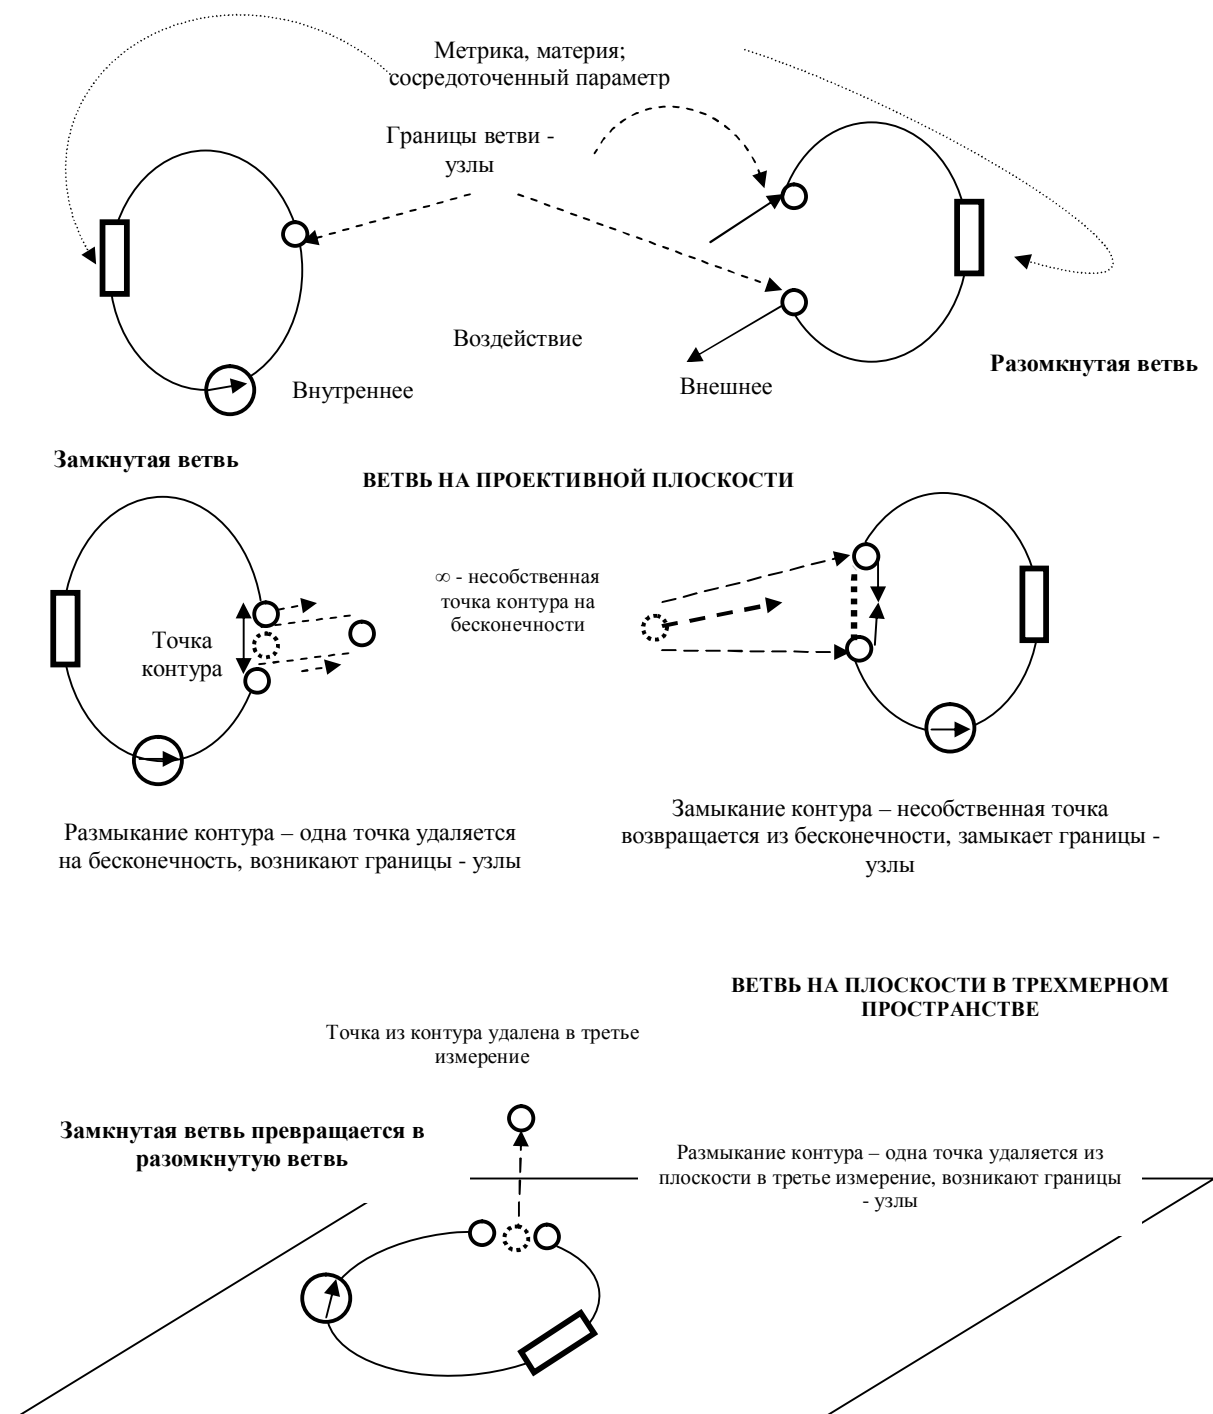 Метрика, материя;
сосредоточенный параметр
Границы ветви -
узлы
Воздействие
Внутреннее
Внешнее
Разомкнутая ветвь
Замкнутая ветвь
ВЕТВЬ НА ПРОЕКТИВНОЙ ПЛОСКОСТИ
∞ - несобственная
точка контура на
бесконечности
Точка
контура
Размыкание контура – одна точка удаляется
на бесконечность, возникают границы - узлы
Замыкание контура – несобственная точка
возвращается из бесконечности, замыкает границы -
узлы
ВЕТВЬ НА ПЛОСКОСТИ В ТРЕХМЕРНОМ
ПРОСТРАНСТВЕ
Точка из контура удалена в третье
измерение
Замкнутая ветвь превращается в
разомкнутую ветвь
Размыкание контура – одна точка удаляется из
плоскости в третье измерение, возникают границы
- узлы